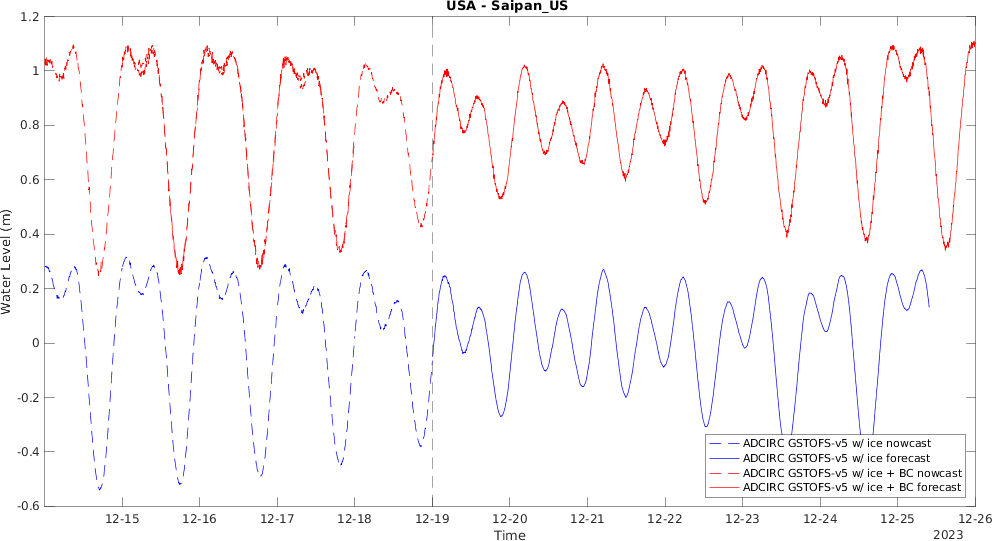 USA - Saipan_US
Water Level (m)
1.2
1
0.8
0.6
0.4
0.2
0
-0.2
-0.4
-0.6
ADCIRC GSTOFS-v5 w/ ice nowcast
ADCIRC GSTOFS-v5 w/ ice forecast
ADCIRC GSTOFS-v5 w/ ice + BC nowcast
ADCIRC GSTOFS-v5 w/ ice + BC forecast
12-15 12-16 12-17 12-18 12-19 12-20 12-21 12-22 12-23 12-24 12-25 12-26
Time
2023